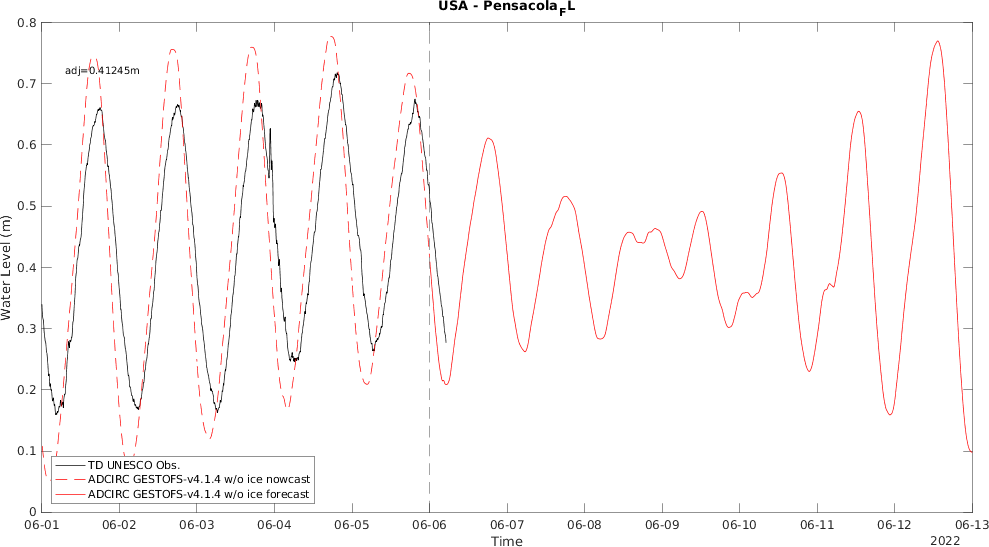 USA - Pensacola_FL
0.8
0.7
0.6
0.5
0.4
0.3
0.2
0.1
0
Water Level (m)
adj=0.41245m
TD UNESCO Obs.
ADCIRC GESTOFS-v4.1.4 w/o ice nowcast
ADCIRC GESTOFS-v4.1.4 w/o ice forecast
06-01 06-02 06-03 06-04 06-05 06-06 06-07 06-08 06-09 06-10 06-11 06-12 06-13
Time
2022